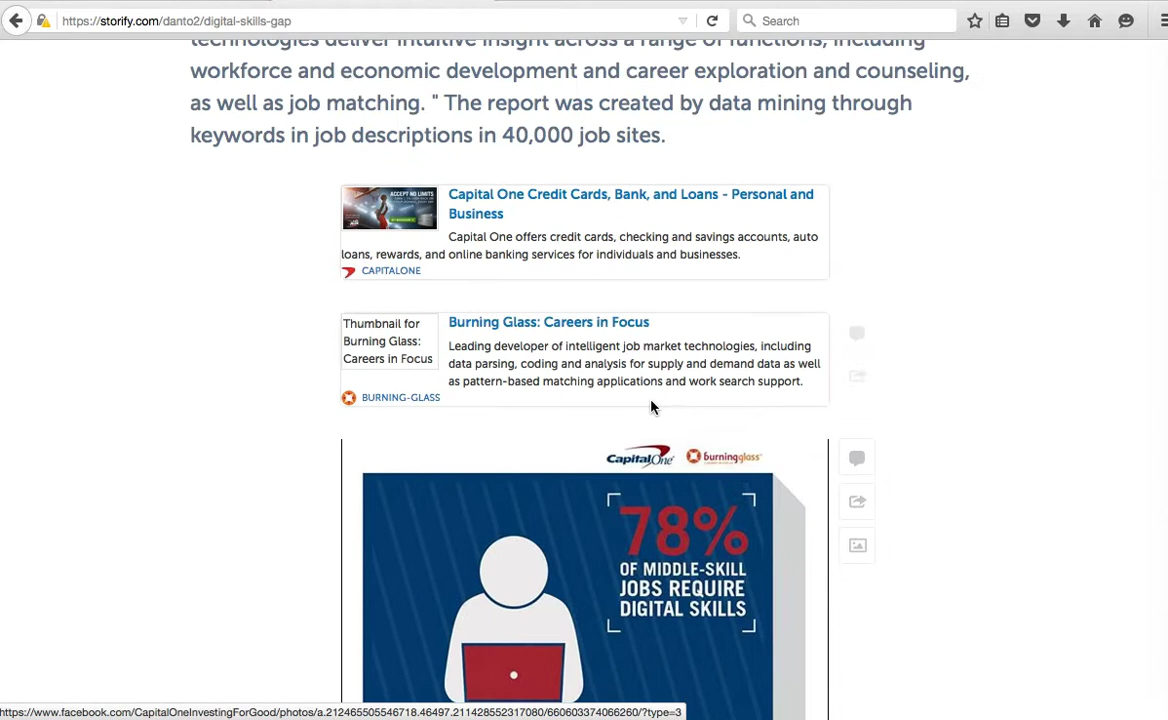 https://storify.com/danto2/digital-skills-gap
Search
technologies deliver intuitive insight across a range of functions, including
workforce and economic development and career exploration and counseling,
as well as job matching. " The report was created by data mining through
keywords in job descriptions in 40,000 job sites.
ACCEPT NO LIMITS
Capital One Credit Cards, Bank, and Loans - Personal and
Business
Capital One offers credit cards, checking and savings accounts, auto
loans, rewards, and online banking services for individuals and businesses.
CAPITALONE
Thumbnail for
Burning Glass:
Careers in Focus
Burning Glass: Careers in Focus
Leading developer of intelligent job market technologies, including
data parsing, coding and analysis for supply and demand data as well
as pattern-based matching applications and work search support.
BURNING-GLASS
Capital One
burningglass
78%
OF MIDDLE-SKILL
JOBS REQUIRE
DIGITAL SKILLS
https://www.facebook.com/CapitalOneInvestingForGood/photos/a.212465505546718.46497.211428552317080/660603374066260/?type=3